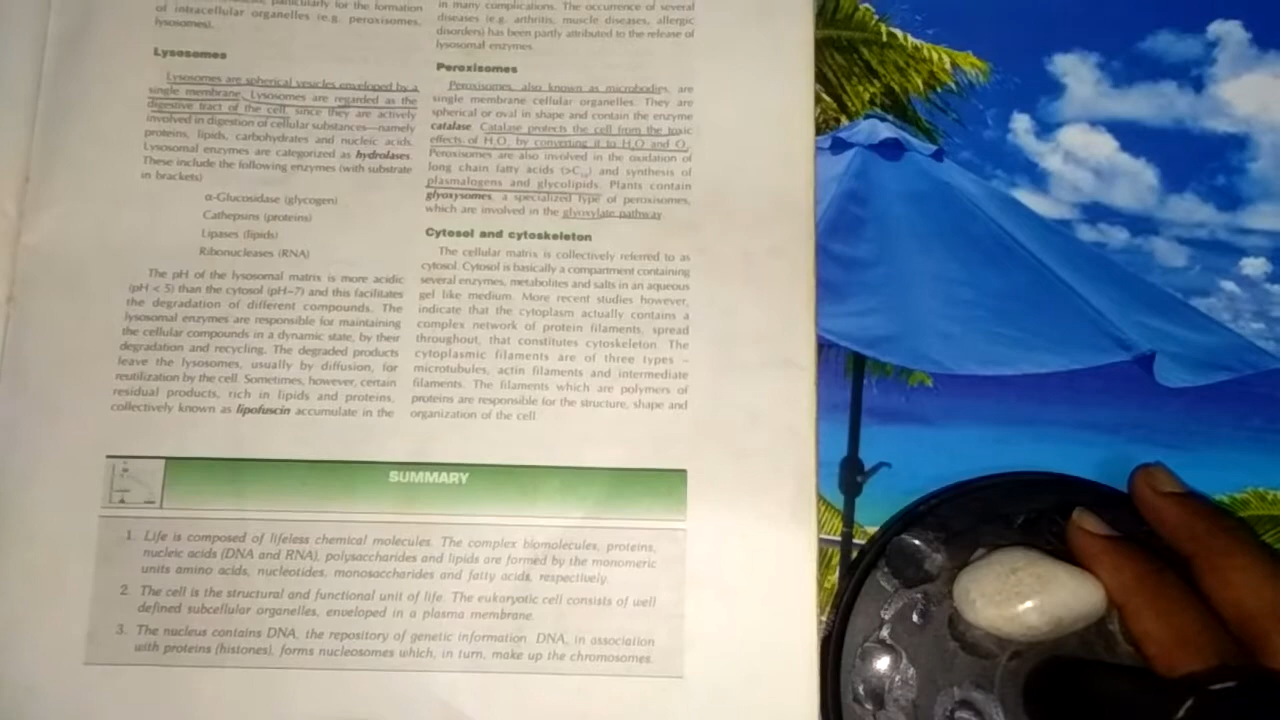 particularly for the formation
of intracellular organelles (e.g. peroxisomes,
lysosomes).
Lysosomes
Lysosomes are spherical vesicles enveloped by a
single membrane. Lysosomes are regarded as the
digestive tract of the cell, since they are actively
involved in digestion of cellular substances—namely
proteins, lipids, carbohydrates and nucleic acids.
Lysosomal enzymes are categorized as hydrolases.
These include the following enzymes (with substrate
in brackets)
α-Glucosidase (glycogen)
Cathepsins (proteins)
Lipases (lipids)
Ribonucleases (RNA)
The pH of the lysosomal matrix is more acidic
(pH < 5) than the cytosol (pH~7) and this facilitates
the degradation of different compounds. The
lysosomal enzymes are responsible for maintaining
the cellular compounds in a dynamic state, by their
degradation and recycling. The degraded products
leave the lysosomes, usually by diffusion, for
reutilization by the cell. Sometimes, however, certain
residual products, rich in lipids and proteins,
collectively known as lipofuscin accumulate in the
in many complications. The occurrence of several
diseases (e.g. arthritis, muscle diseases, allergic
disorders) has been partly attributed to the release of
lysosomal enzymes.
Peroxisomes
Peroxisomes, also known as microbodies, are
single membrane cellular organelles. They are
spherical or oval in shape and contain the enzyme
catalase. Catalase protects the cell from the toxic
effects of H₂O₂ by converting it to H₂O and O₂.
Peroxisomes are also involved in the oxidation of
long chain fatty acids (>C₁₈) and synthesis of
plasmalogens and glycolipids. Plants contain
glyoxysomes, a specialized type of peroxisomes,
which are involved in the glyoxylate pathway.
Cytosol and cytoskeleton
The cellular matrix is collectively referred to as
cytosol. Cytosol is basically a compartment containing
several enzymes, metabolites and salts in an aqueous
gel like medium. More recent studies however,
indicate that the cytoplasm actually contains a
complex network of protein filaments, spread
throughout, that constitutes cytoskeleton. The
cytoplasmic filaments are of three types –
microtubules, actin filaments and intermediate
filaments. The filaments which are polymers of
proteins are responsible for the structure, shape and
organization of the cell.
SUMMARY
1. Life is composed of lifeless chemical molecules. The complex biomolecules, proteins,
nucleic acids (DNA and RNA), polysaccharides and lipids are formed by the monomeric
units amino acids, nucleotides, monosaccharides and fatty acids, respectively.
2. The cell is the structural and functional unit of life. The eukaryotic cell consists of well
defined subcellular organelles, enveloped in a plasma membrane.
3. The nucleus contains DNA, the repository of genetic information. DNA, in association
with proteins (histones), forms nucleosomes which, in turn, make up the chromosomes.